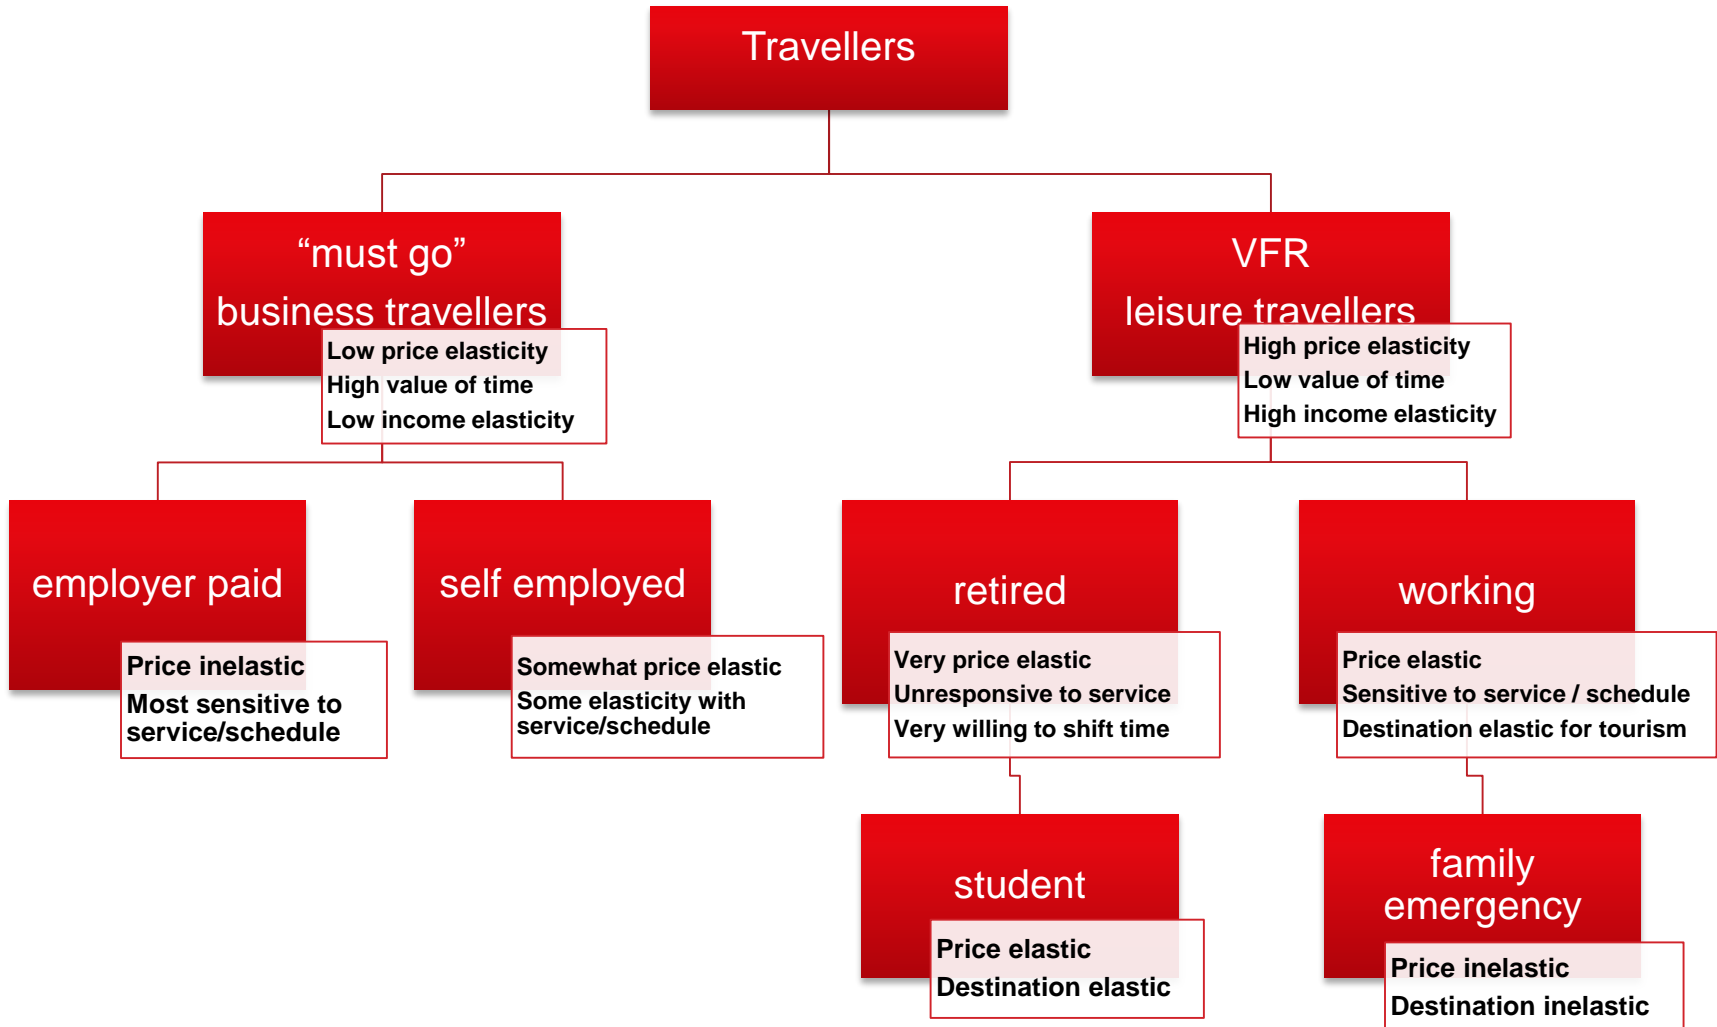 Travellers
“must go”
business travellers
Low price elasticity
High value of time
Low income elasticity
VFR
leisure travellers
High price elasticity
Low value of time
High income elasticity
employer paid
Price inelastic
Most sensitive to
service/schedule
self employed
Somewhat price elastic
Some elasticity with
service/schedule
retired
Very price elastic
Unresponsive to service
Very willing to shift time
working
Price elastic
Sensitive to service / schedule
Destination elastic for tourism
student
Price elastic
Destination elastic
family
emergency
Price inelastic
Destination inelastic